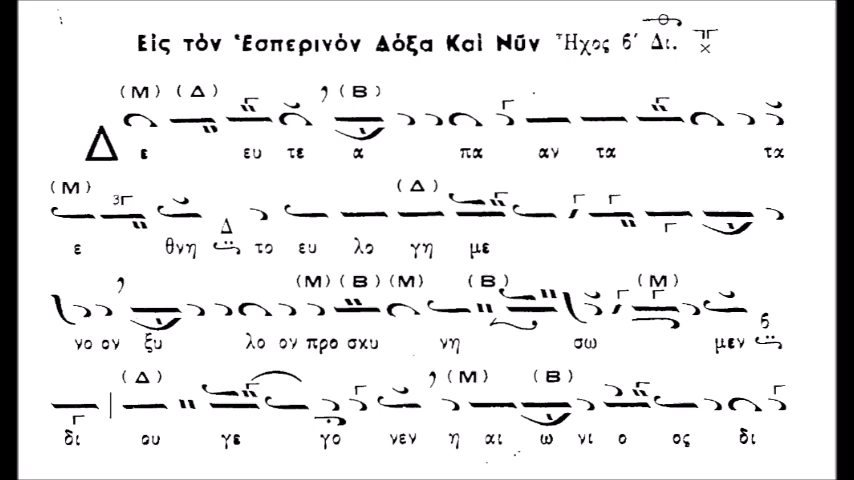 Εἰς τὸν Ἑσπερινὸν Δόξα Καὶ Νῦν Ἦχος β′ Δι.
(Μ) (Δ) (Β)
Δ ε ευ τε α πα αν τα τα
(Μ) (Δ)
ε θνη Δ το ευ λο γη με
(Μ) (Β) (Μ) (Β) (Μ)
νο ον ξυ λο ον προ σκυ νη σω μεν β
(Δ) (Μ) (Β)
δι ου γε γο νεν η αι ω νι ο ος δι